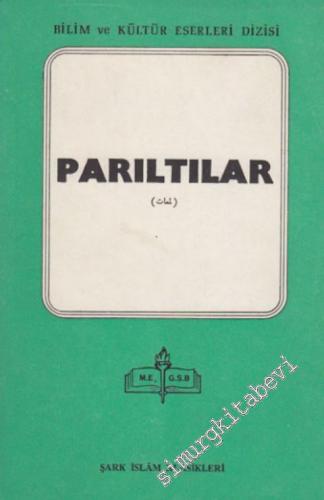 BİLİM ve KÜLTÜR ESERLERİ DİZİSİ
PARILTILAR
(لمعات)
M.E. G.S.B
ŞARK İSLÂM KLASİKLERİ
simurgkitabevi